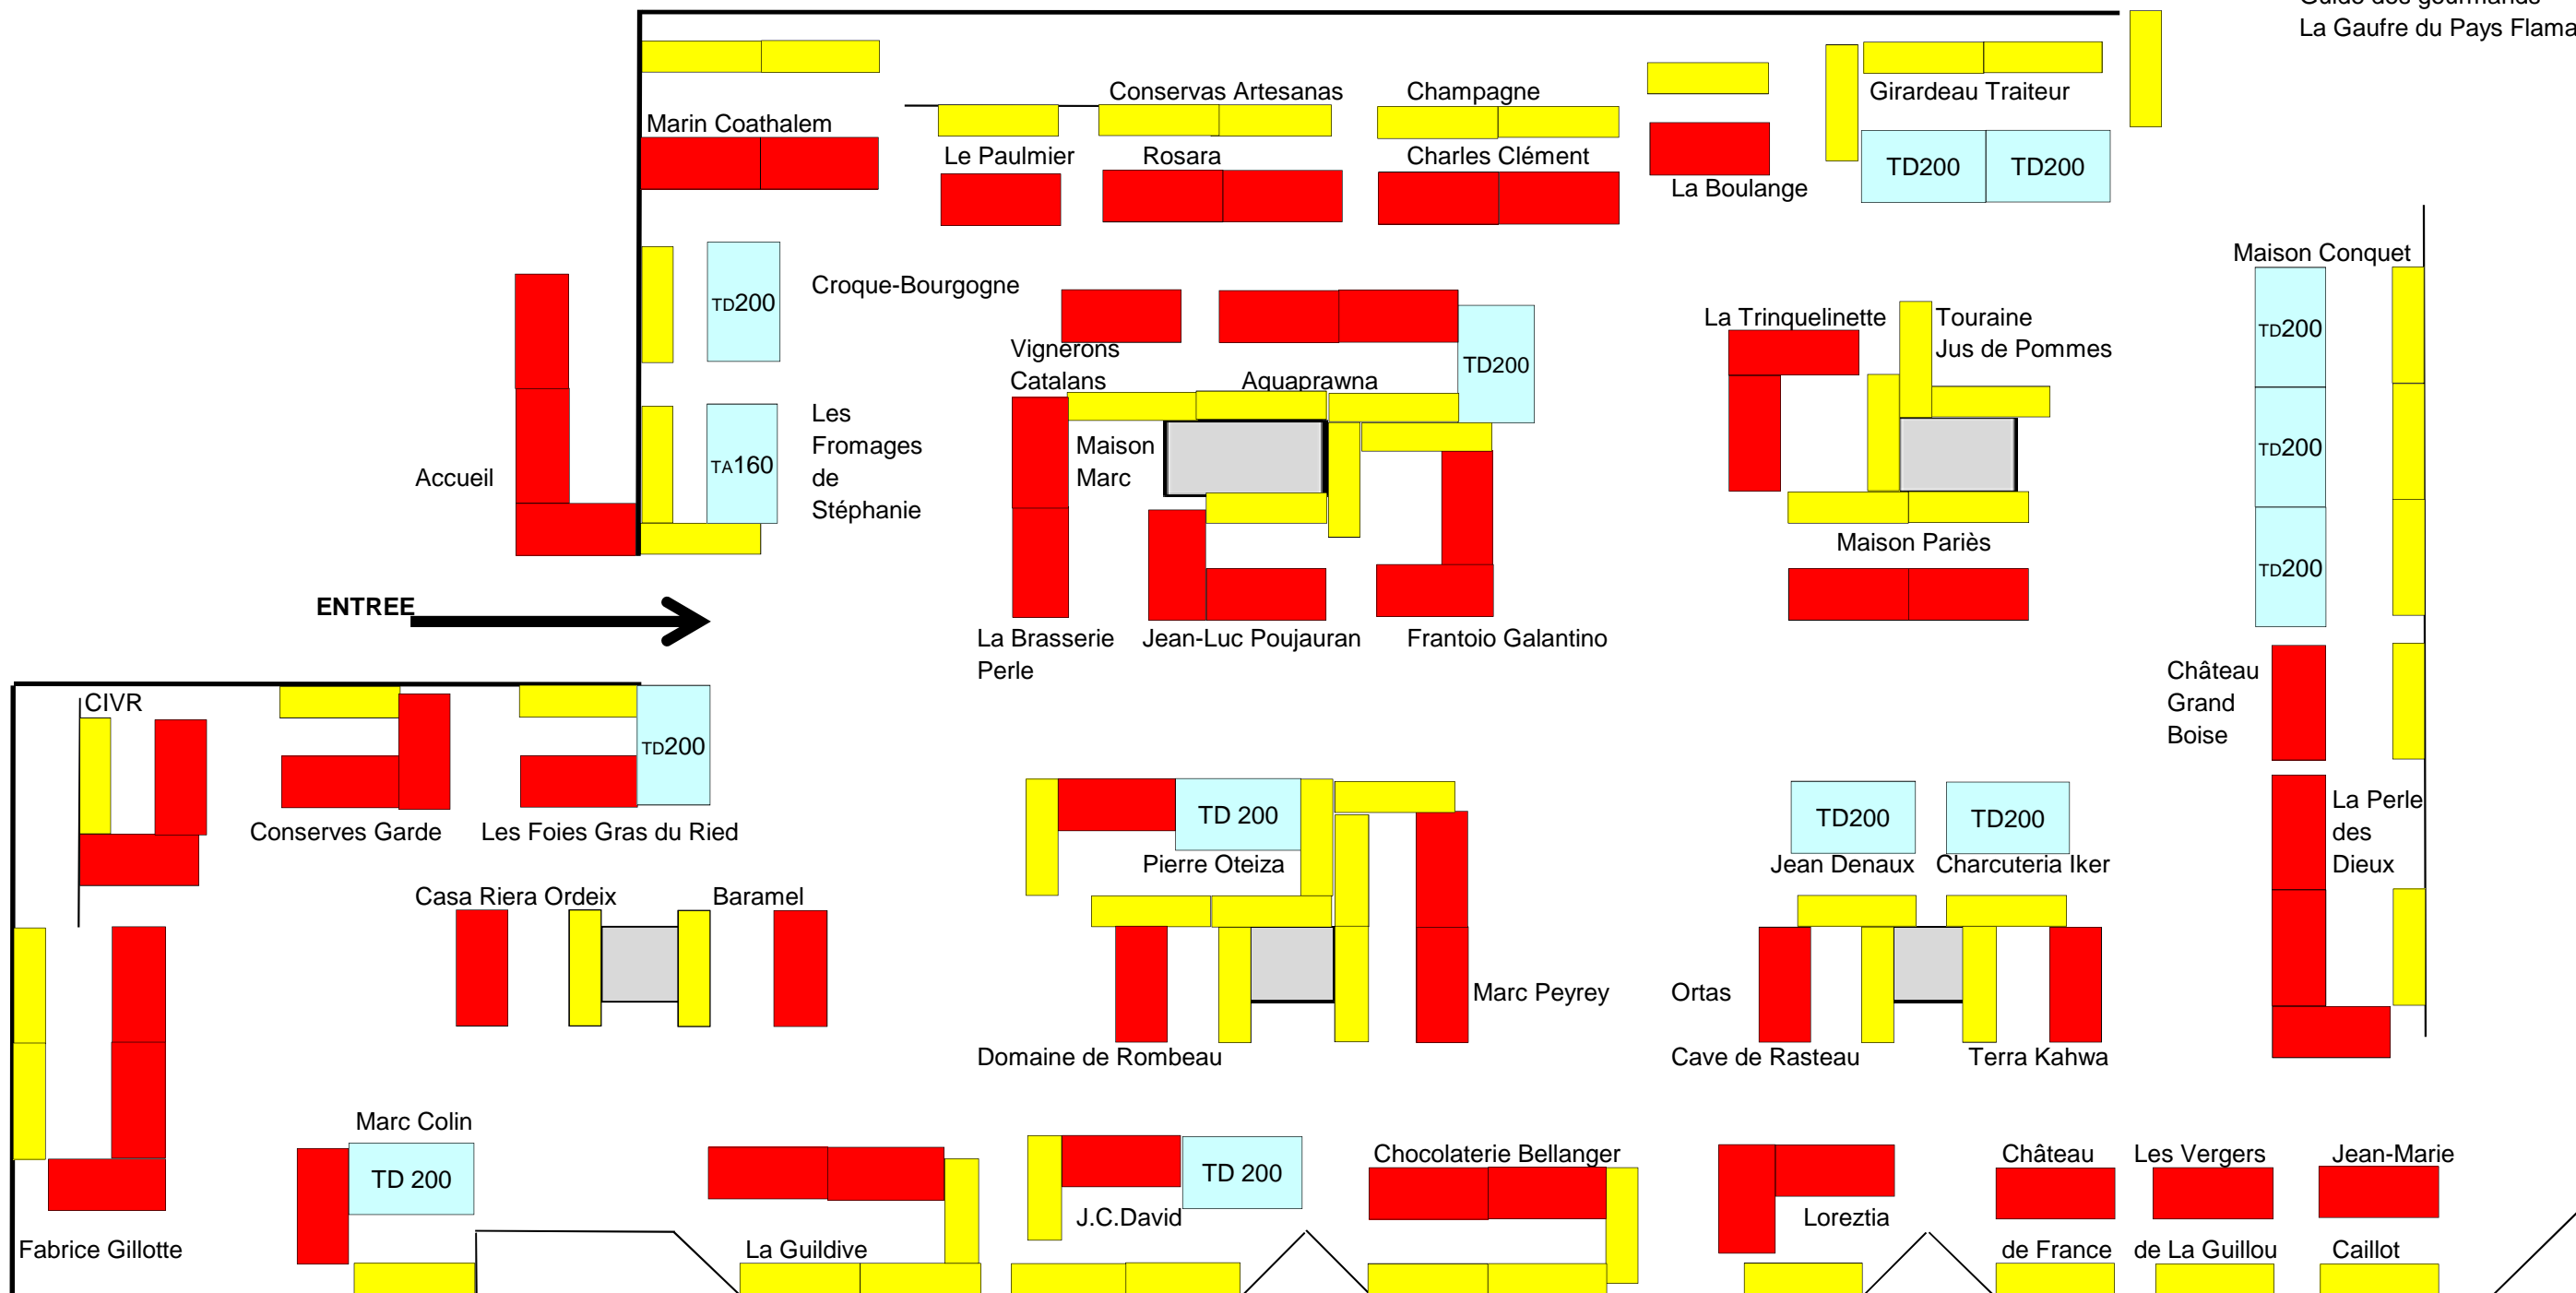 Guide des gourmands
La Gaufre du Pays Flama
Conservas Artesanas
Champagne
Girardeau Traiteur
Marin Coathalem
Le Paulmier
Rosara
Charles Clément
La Boulange
TD200
TD200
Maison Conquet
Croque-Bourgogne
TD200
La Trinquelinette
Touraine
Jus de Pommes
TD200
Vignerons
Catalans
Aquaprawna
TD200
Les
Fromages
de
Stéphanie
TA160
Maison
Marc
TD200
Accueil
Maison Pariès
TD200
ENTREE
La Brasserie
Perle
Jean-Luc Poujauran
Frantoio Galantino
Château
Grand
Boise
CIVR
TD200
La Perle
des
Dieux
Conserves Garde
Les Foies Gras du Ried
TD 200
Pierre Oteiza
TD200
TD200
Jean Denaux
Charcuteria Iker
Casa Riera Ordeix
Baramel
Marc Peyrey
Ortas
Domaine de Rombeau
Cave de Rasteau
Terra Kahwa
Marc Colin
TD 200
TD 200
Chocolaterie Bellanger
Château
Les Vergers
Jean-Marie
J.C.David
Loreztia
Fabrice Gillotte
La Guildive
de France
de La Guillou
Caillot